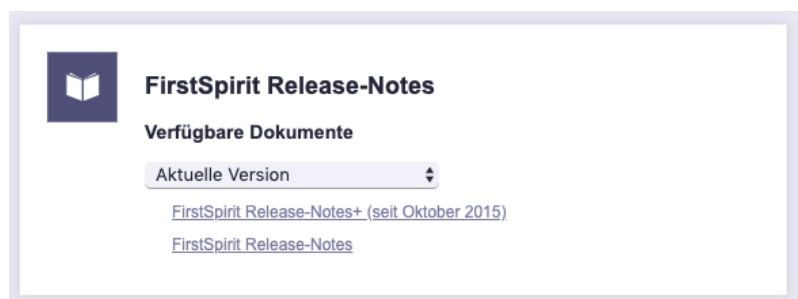 FirstSpirit Release-Notes
Verfügbare Dokumente
Aktuelle Version
FirstSpirit Release-Notes+ (seit Oktober 2015)
FirstSpirit Release-Notes